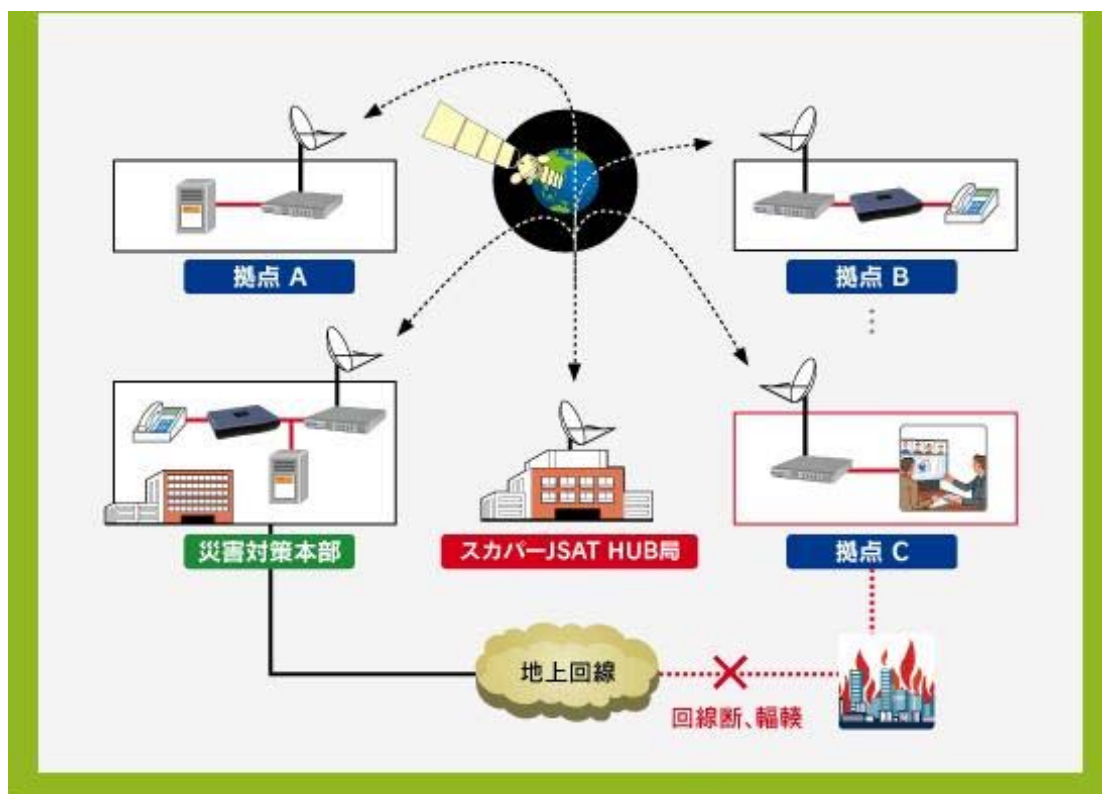 拠点 A
拠点 B
災害対策本部
スカパーJSAT HUB局
拠点 C
地上回線
回線断、輻輳